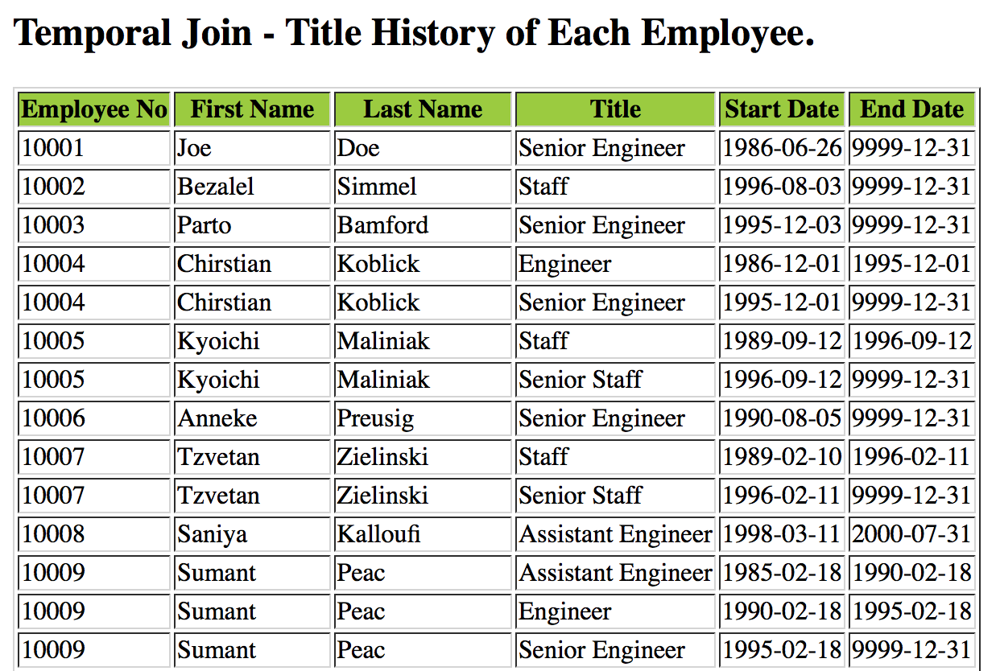 Temporal Join - Title History of Each Employee.
Employee No First Name Last Name Title Start Date End Date
10001 Joe Doe Senior Engineer 1986-06-26 9999-12-31
10002 Bezalel Simmel Staff 1996-08-03 9999-12-31
10003 Parto Bamford Senior Engineer 1995-12-03 9999-12-31
10004 Chirstian Koblick Engineer 1986-12-01 1995-12-01
10004 Chirstian Koblick Senior Engineer 1995-12-01 9999-12-31
10005 Kyoichi Maliniak Staff 1989-09-12 1996-09-12
10005 Kyoichi Maliniak Senior Staff 1996-09-12 9999-12-31
10006 Anneke Preusig Senior Engineer 1990-08-05 9999-12-31
10007 Tzvetan Zielinski Staff 1989-02-10 1996-02-11
10007 Tzvetan Zielinski Senior Staff 1996-02-11 9999-12-31
10008 Saniya Kalloufi Assistant Engineer 1998-03-11 2000-07-31
10009 Sumant Peac Assistant Engineer 1985-02-18 1990-02-18
10009 Sumant Peac Engineer 1990-02-18 1995-02-18
10009 Sumant Peac Senior Engineer 1995-02-18 9999-12-31